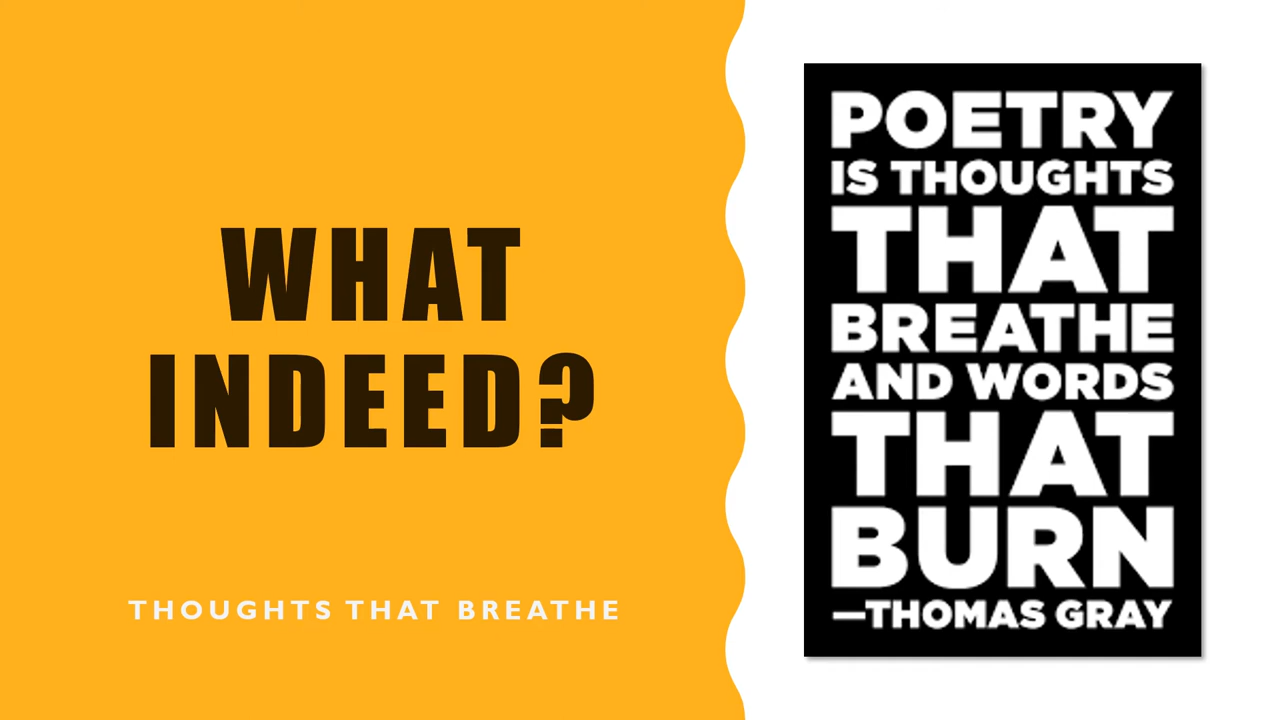 WHAT
INDEED?
THOUGHTS THAT BREATHE
POETRY
IS THOUGHTS
THAT
BREATHE
AND WORDS
THAT
BURN
—THOMAS GRAY